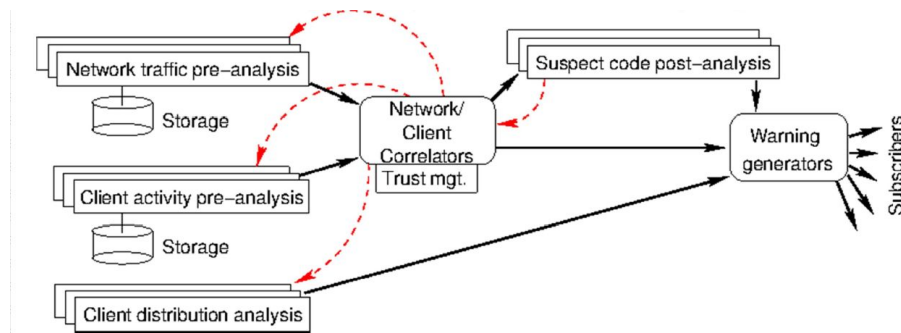 Network traffic pre-analysis
Storage
Client activity pre-analysis
Storage
Client distribution analysis
Network/
Client
Correlators
Trust mgt.
Suspect code post-analysis
Warning
generators
Subscribers